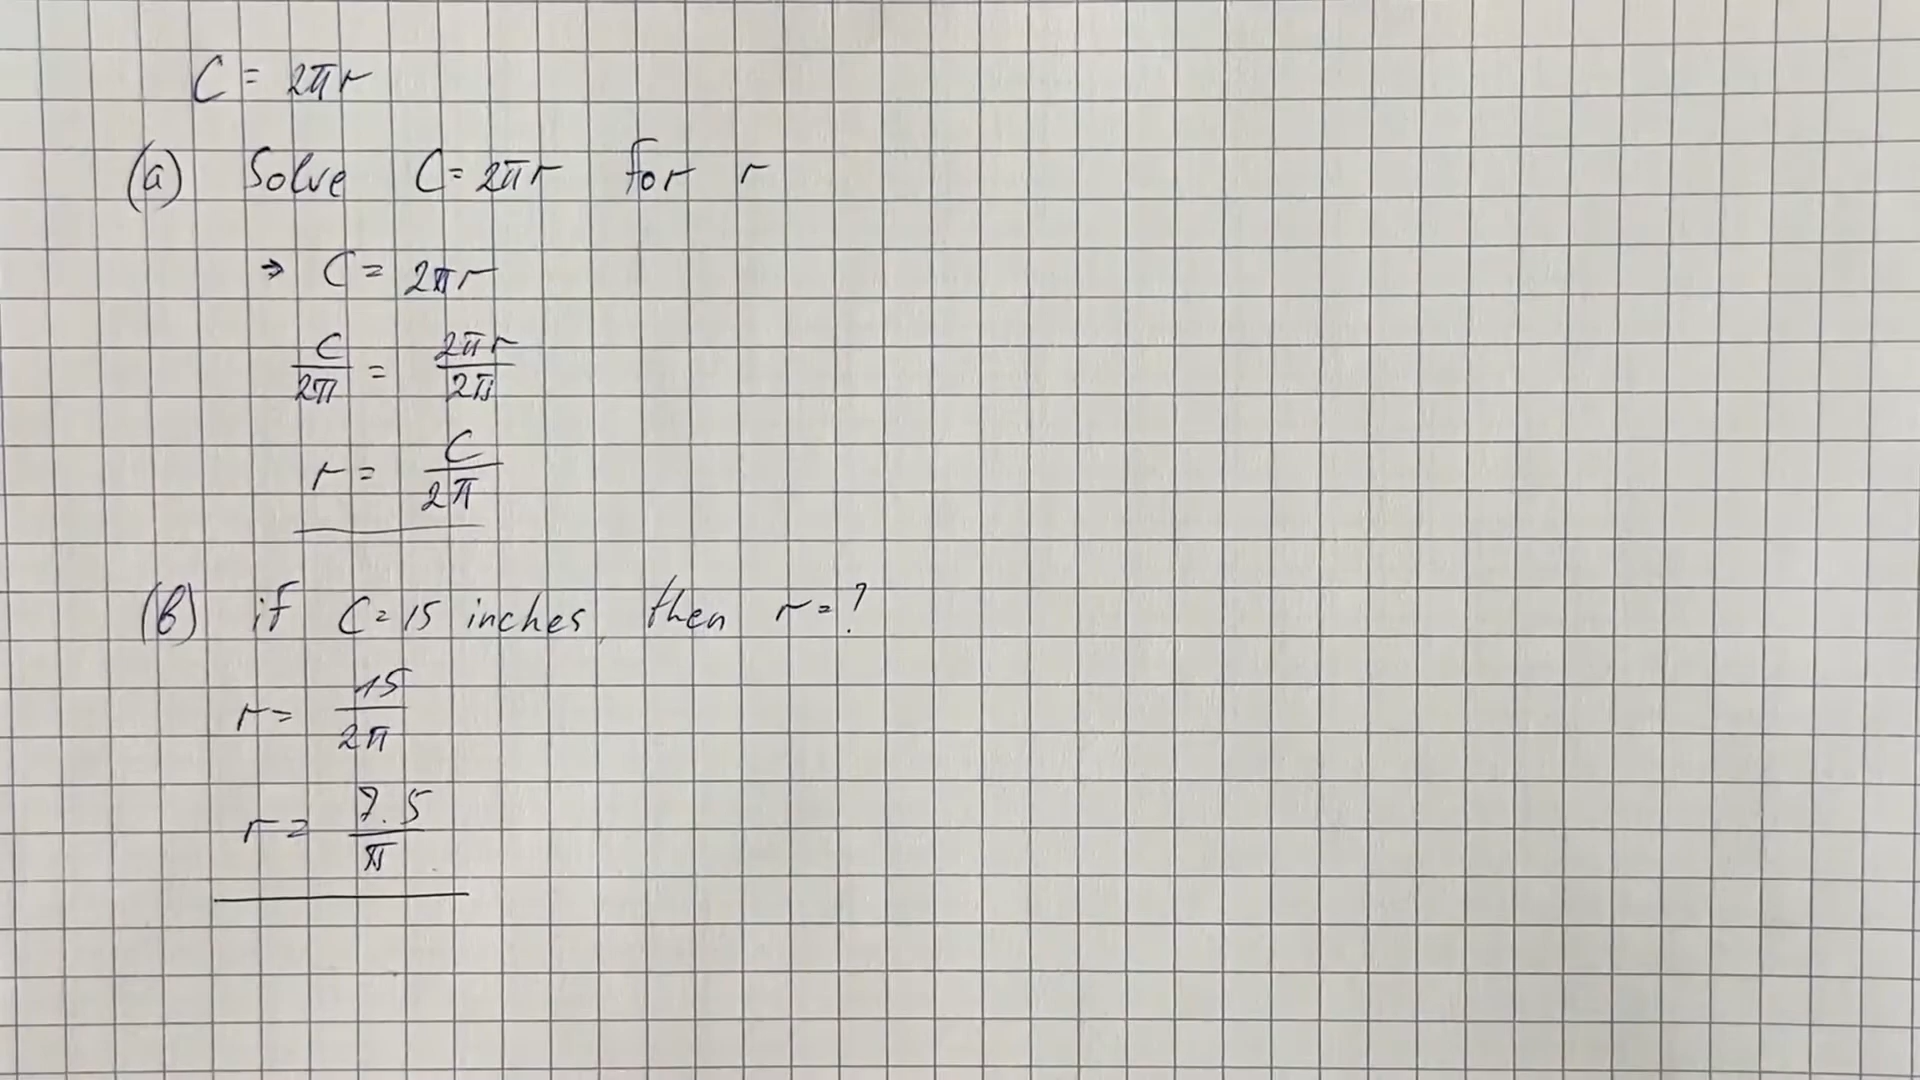 C = 2πr
(a) Solve C = 2πr for r
→ C = 2πr
C/2π = 2πr/2π
r = C/2π
(b) if C = 15 inches, then r = ?
r = 15/2π
r = 7.5/π